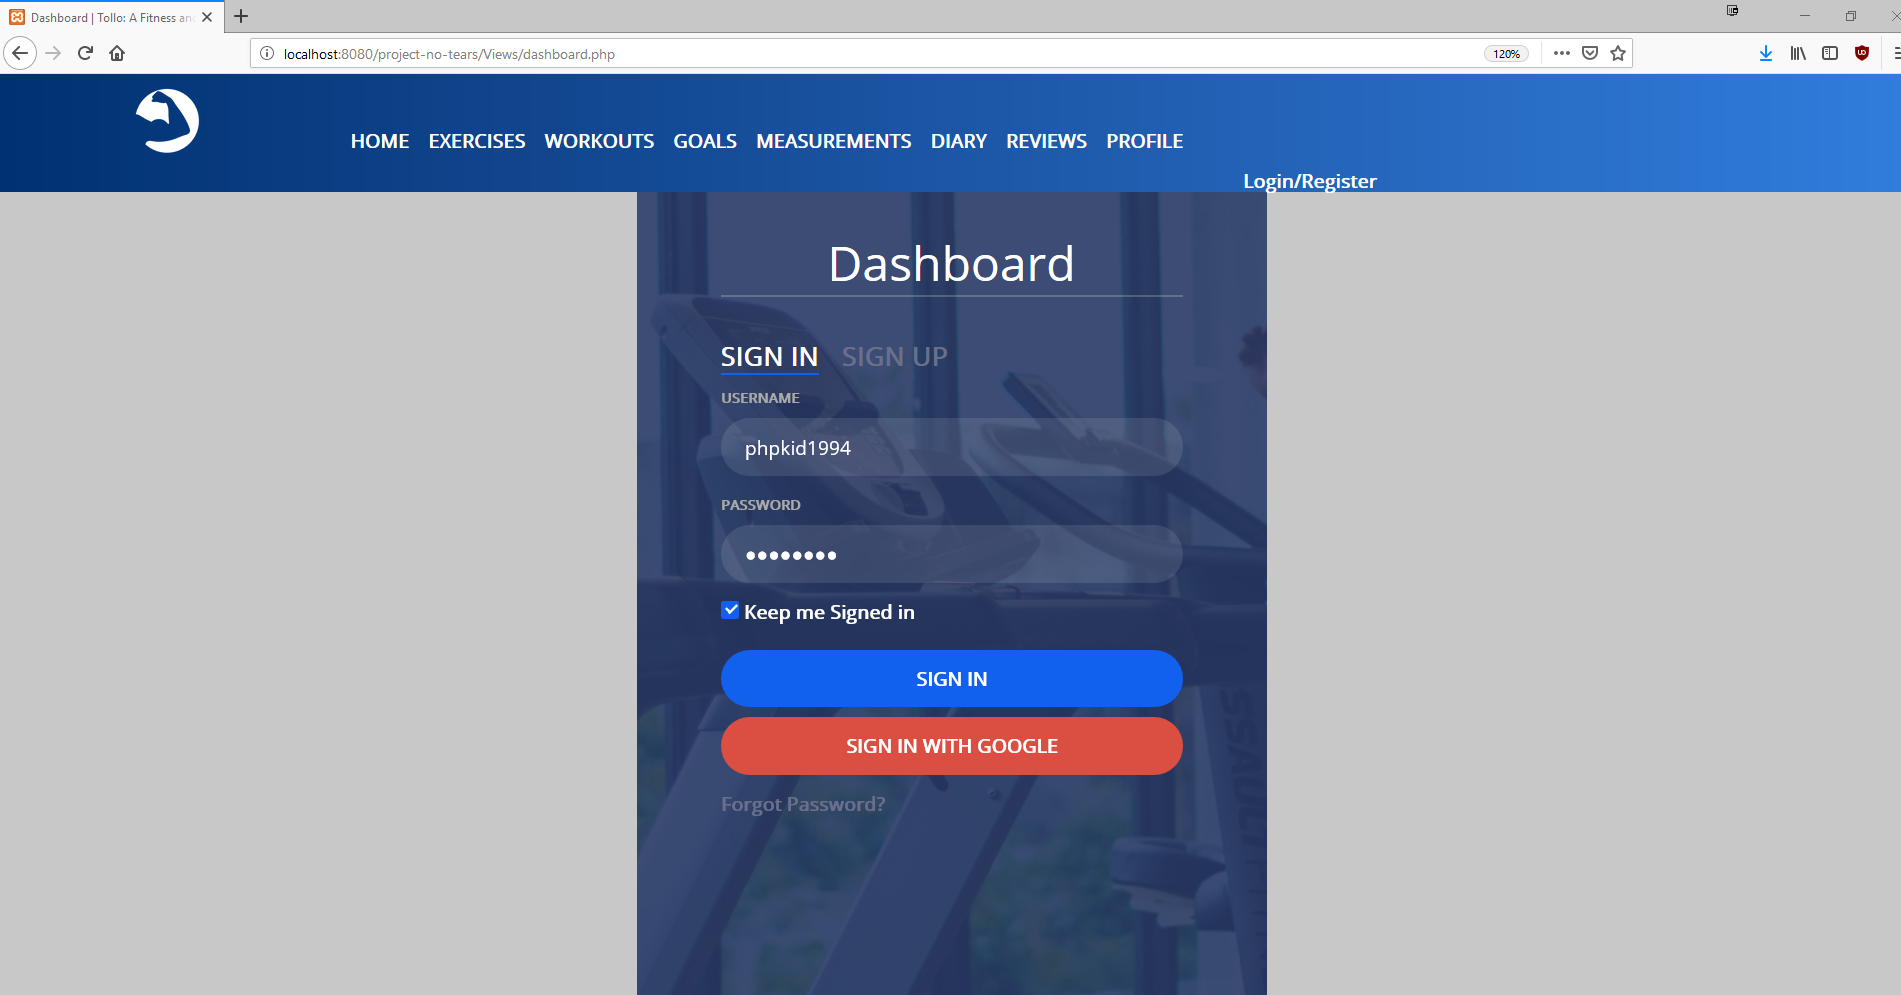 Dashboard | Tollo: A Fitness an
localhost:8080/project-no-tears/Views/dashboard.php
120%
HOME EXERCISES WORKOUTS GOALS MEASUREMENTS DIARY REVIEWS PROFILE
Login/Register
Dashboard
SIGN IN SIGN UP
USERNAME
phpkid1994
PASSWORD
Keep me Signed in
SIGN IN
SIGN IN WITH GOOGLE
Forgot Password?